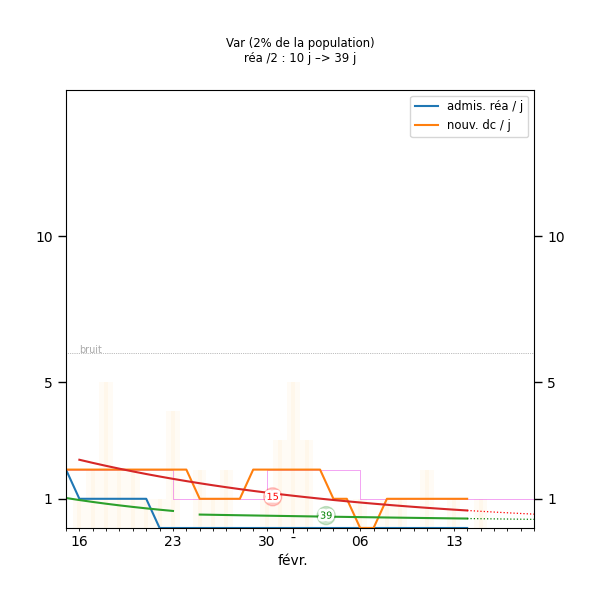 Var (2% de la population)
réa /2 : 10 j –> 39 j
admis. réa / j
nouv. dc / j
10
10
bruit
5
5
1
1
15
39
16
23
30
-
06
13
févr.